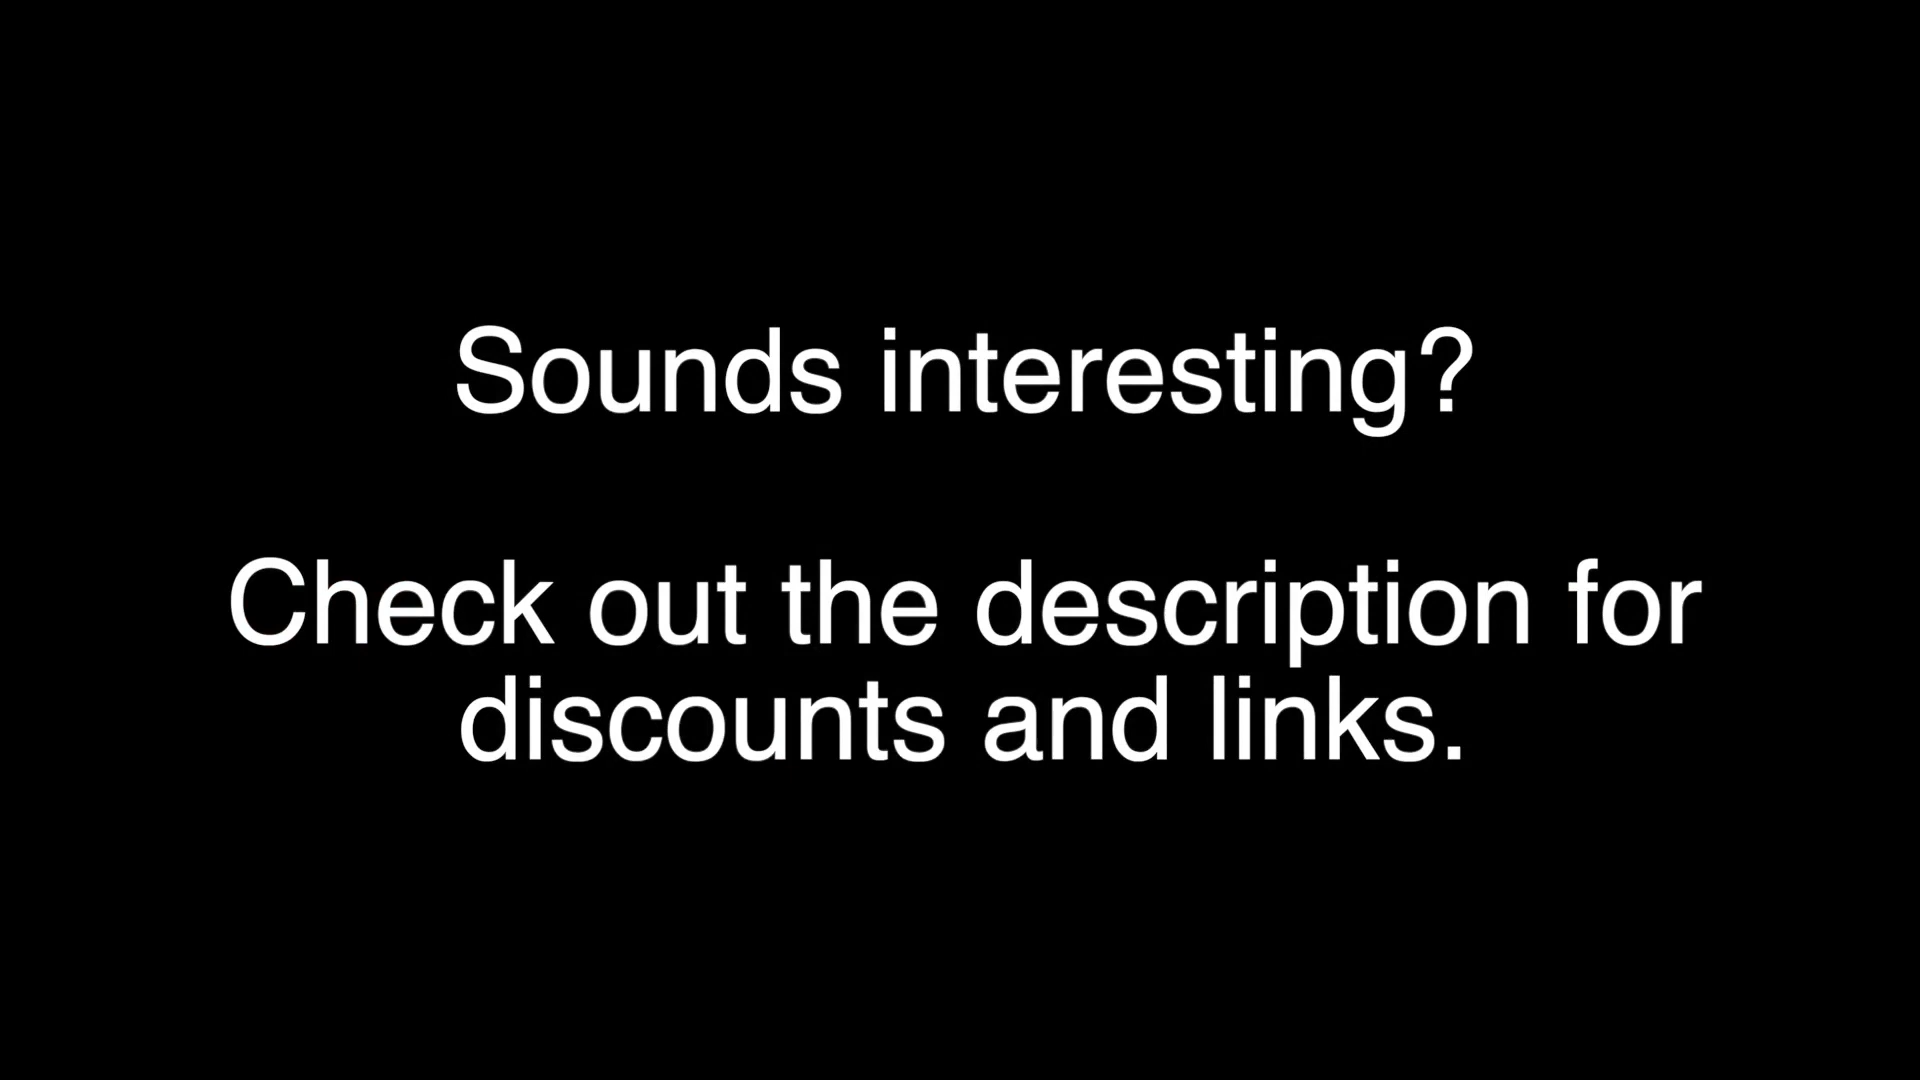 Sounds interesting?
Check out the description for
discounts and links.